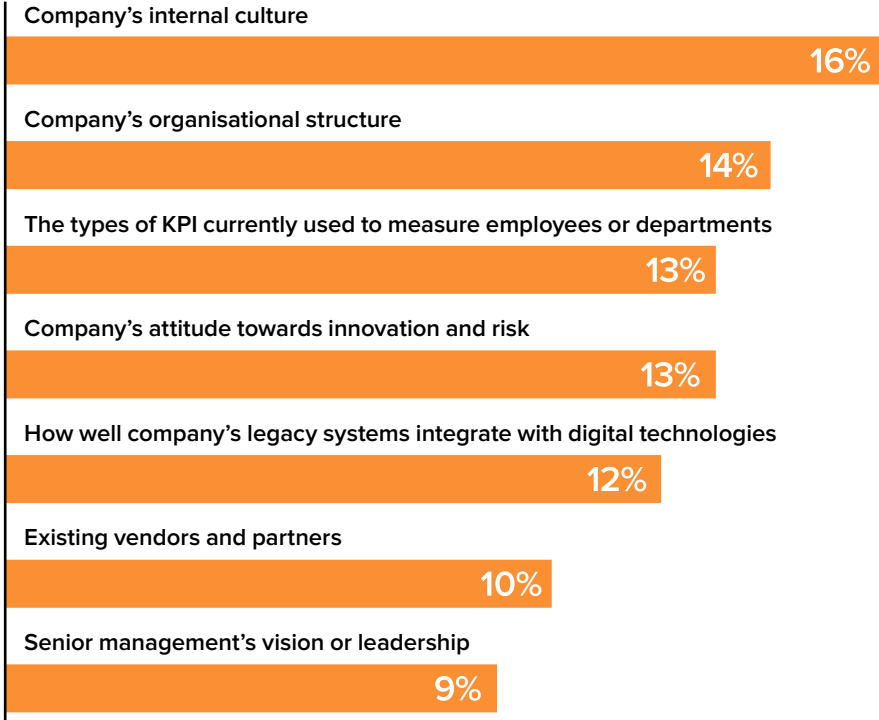 Company’s internal culture
16%
Company’s organisational structure
14%
The types of KPI currently used to measure employees or departments
13%
Company’s attitude towards innovation and risk
13%
How well company’s legacy systems integrate with digital technologies
12%
Existing vendors and partners
10%
Senior management’s vision or leadership
9%